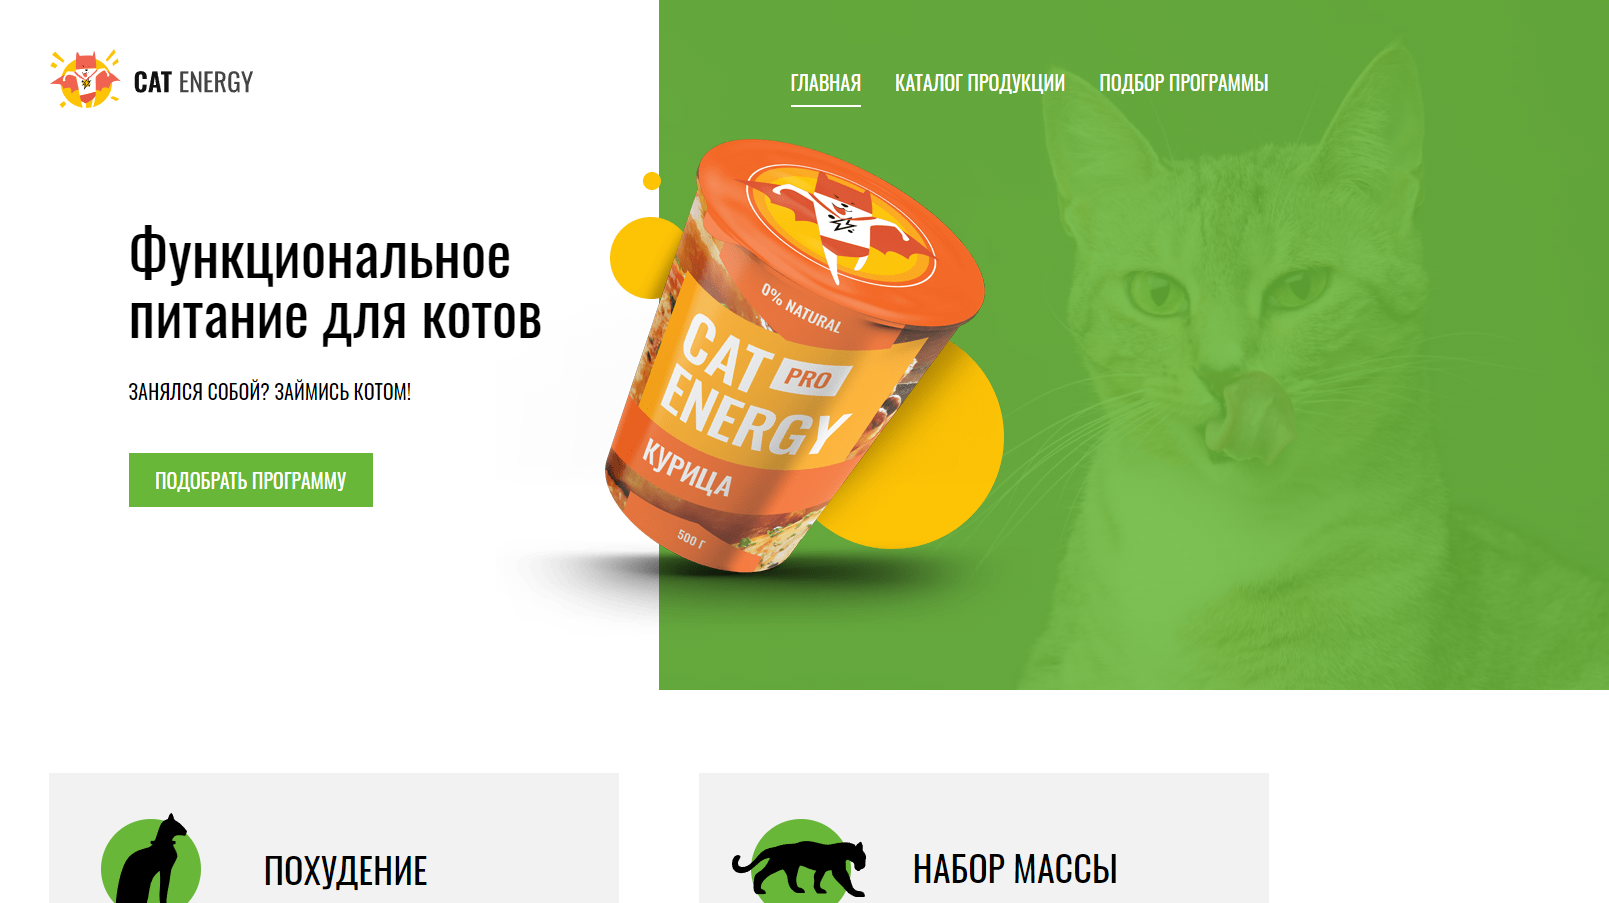 CAT ENERGY
ГЛАВНАЯ КАТАЛОГ ПРОДУКЦИИ ПОДБОР ПРОГРАММЫ
Функциональное
питание для котов
ЗАНЯЛСЯ СОБОЙ? ЗАЙМИСЬ КОТОМ!
ПОДОБРАТЬ ПРОГРАММУ
0% NATURAL
CAT PRO
ENERGY
КУРИЦА
500 Г
ПОХУДЕНИЕ
НАБОР МАССЫ